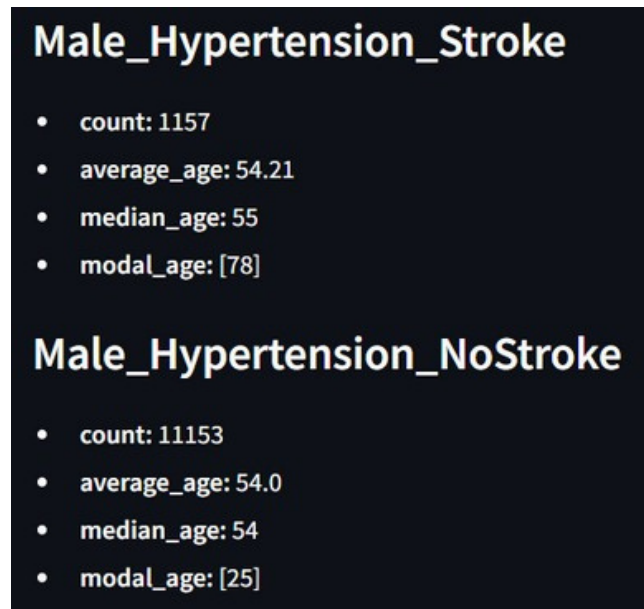 Male_Hypertension_Stroke
• count: 1157
• average_age: 54.21
• median_age: 55
• modal_age: [78]
Male_Hypertension_NoStroke
• count: 11153
• average_age: 54.0
• median_age: 54
• modal_age: [25]